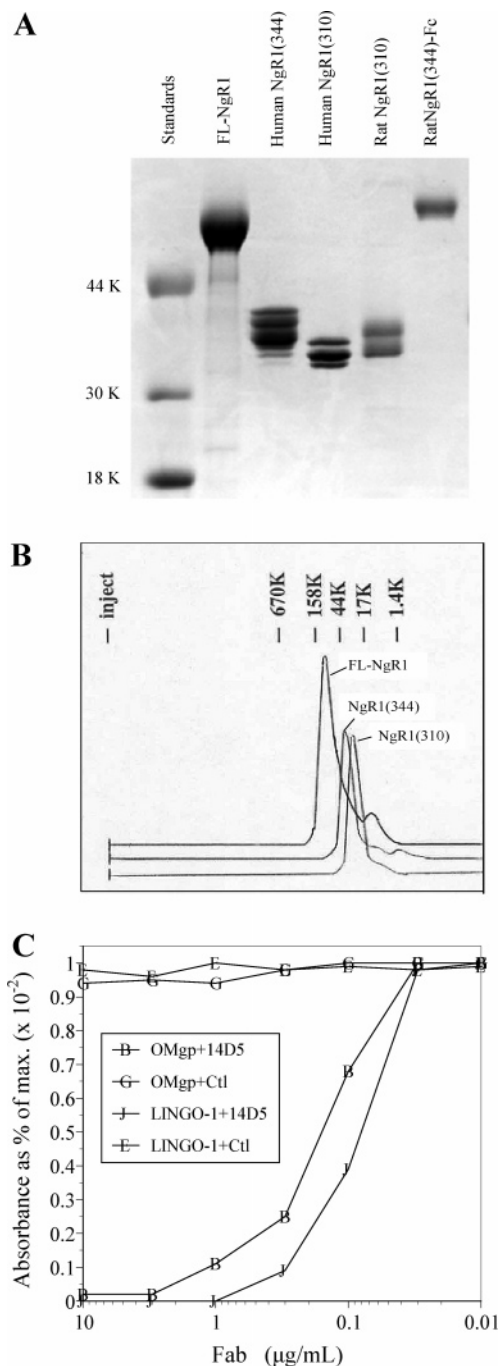 A
Standards
FL-NgR1
Human NgR1(344)
Human NgR1(310)
Rat NgR1(310)
RatNgR1(344)-Fc
44 K
30 K
18 K
B
inject
670K
158K
44K
17K
1.4K
FL-NgR1
NgR1(344)
NgR1(310)
C
Absorbance as % of max. (x 10-2)
1
0.9
0.8
0.7
0.6
0.5
0.4
0.3
0.2
0.1
0
B OMgp+14D5
G OMgp+Ctl
J LINGO-1+14D5
E LINGO-1+Ctl
10 1 0.1 0.01
Fab (µg/mL)